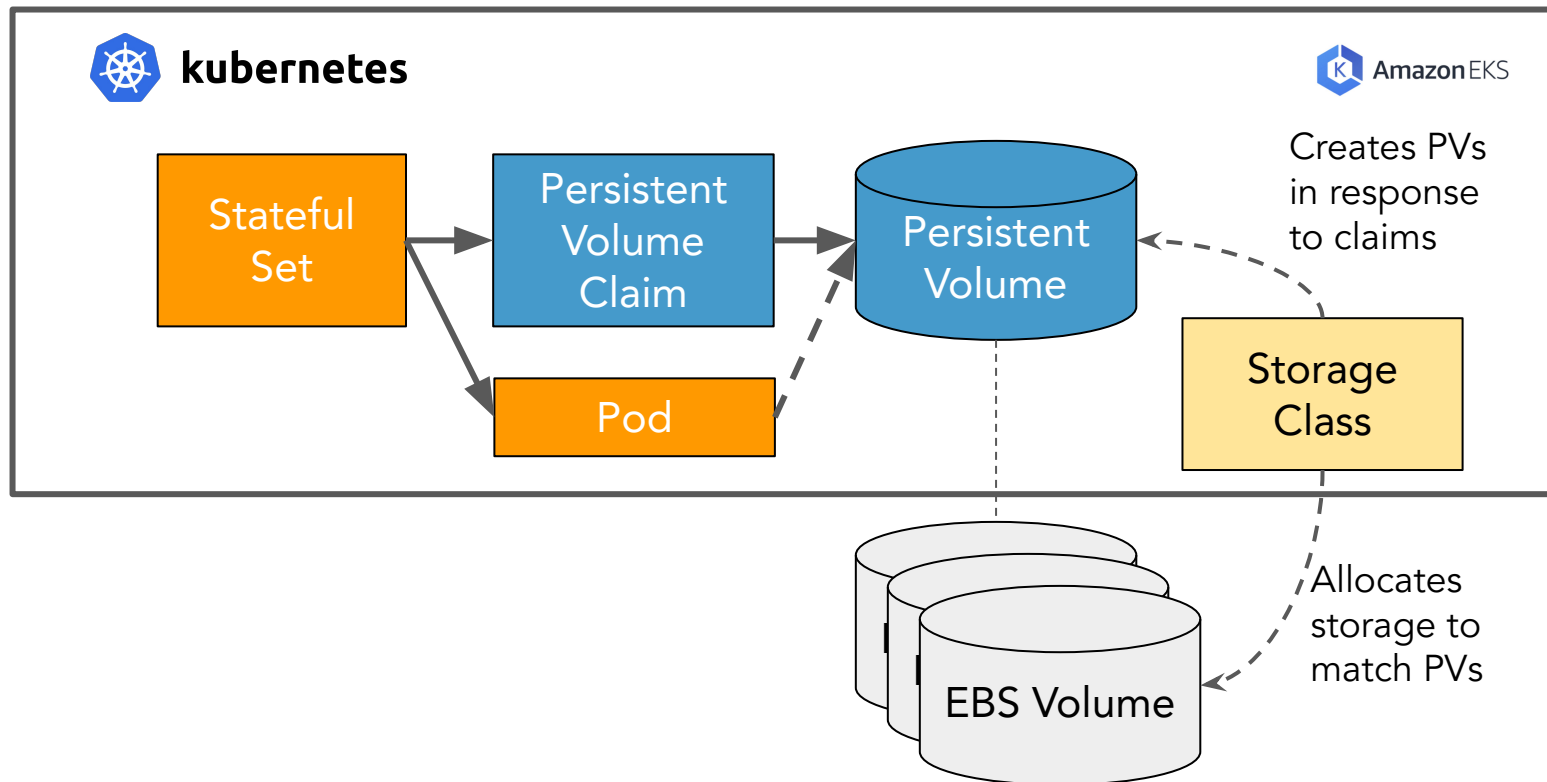 kubernetes
Amazon EKS
Stateful
Set
Persistent
Volume
Claim
Persistent
Volume
Creates PVs
in response
to claims
Pod
Storage
Class
Allocates
storage to
match PVs
EBS Volume